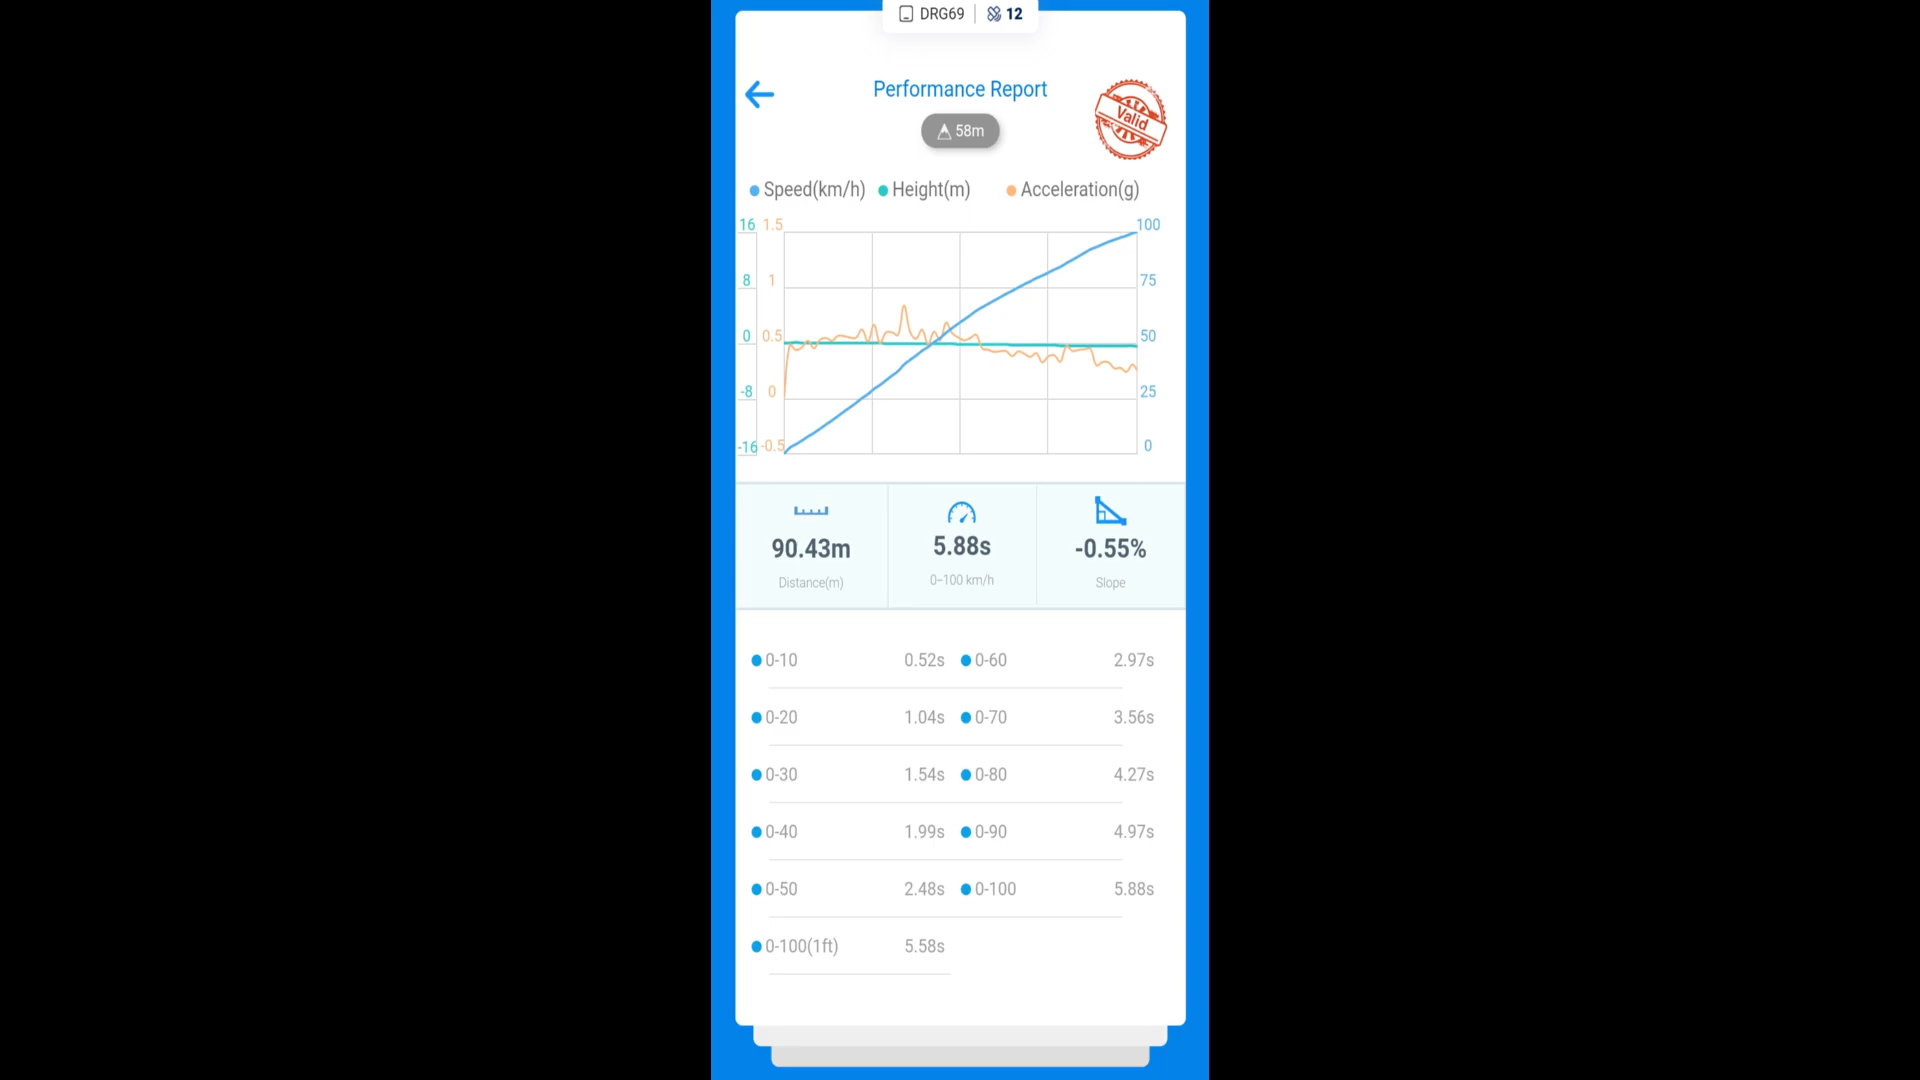 DRG69 12
Performance Report
58m
Valid
Speed(km/h) Height(m) Acceleration(g)
16 1.5 100
8 1 75
0 0.5 50
-8 0 25
-16 -0.5 0
90.43m 5.88s -0.55%
Distance(m) 0–100 km/h Slope
0-10 0.52s 0-60 2.97s
0-20 1.04s 0-70 3.56s
0-30 1.54s 0-80 4.27s
0-40 1.99s 0-90 4.97s
0-50 2.48s 0-100 5.88s
0-100(1ft) 5.58s